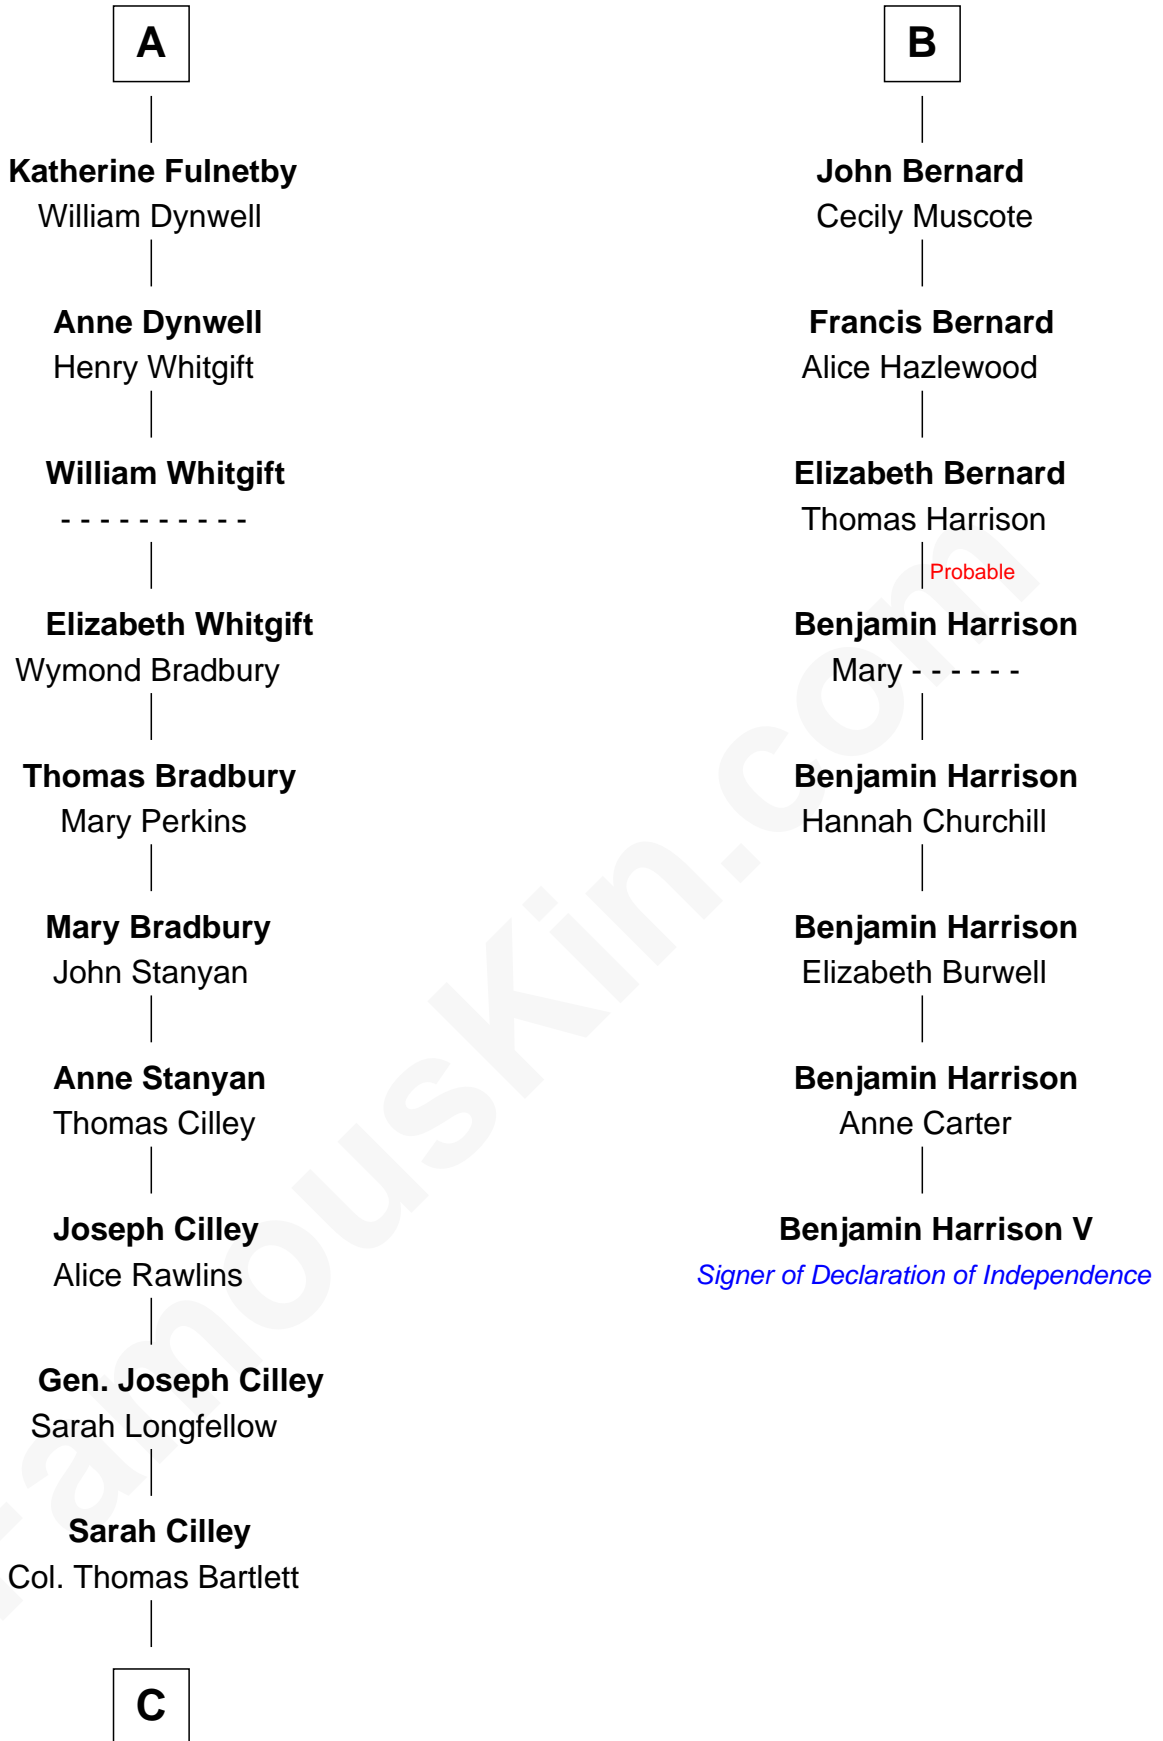 A
Katherine Fulnetby
William Dynwell
Anne Dynwell
Henry Whitgift
William Whitgift
- - - - - - - - - -
Elizabeth Whitgift
Wymond Bradbury
Thomas Bradbury
Mary Perkins
Mary Bradbury
John Stanyan
Anne Stanyan
Thomas Cilley
Joseph Cilley
Alice Rawlins
Gen. Joseph Cilley
Sarah Longfellow
Sarah Cilley
Col. Thomas Bartlett
C
B
John Bernard
Cecily Muscote
Francis Bernard
Alice Hazlewood
Elizabeth Bernard
Thomas Harrison
Probable
Benjamin Harrison
Mary - - - - - -
Benjamin Harrison
Hannah Churchill
Benjamin Harrison
Elizabeth Burwell
Benjamin Harrison
Anne Carter
Benjamin Harrison V
Signer of Declaration of Independence
FamousKin.com